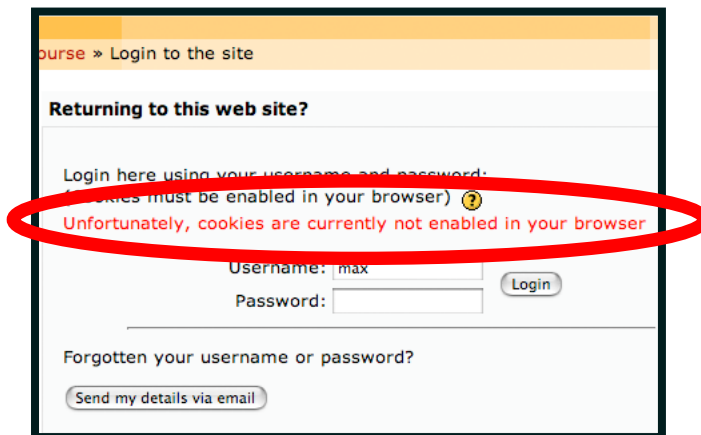 ourse » Login to the site
Returning to this web site?
Login here using your username and password:
(Cookies must be enabled in your browser) ?
Unfortunately, cookies are currently not enabled in your browser
Username: max
Login
Password:
Forgotten your username or password?
Send my details via email